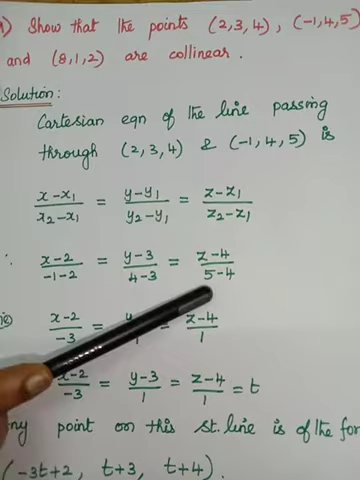 Show that the points (2,3,4), (-1,4,5)
and (8,1,2) are collinear.
Solution:
Cartesian eqn of the line passing
through (2,3,4) & (-1,4,5) is
x-x₁/x₂-x₁ = y-y₁/y₂-y₁ = z-z₁/z₂-z₁
∴ x-2/-1-2 = y-3/4-3 = z-4/5-4
x-2/-3 = = z-4/1
x-2/-3 = y-3/1 = z-4/1 = t
point on this st. line is of the
(-3t+2, t+3, t+4).